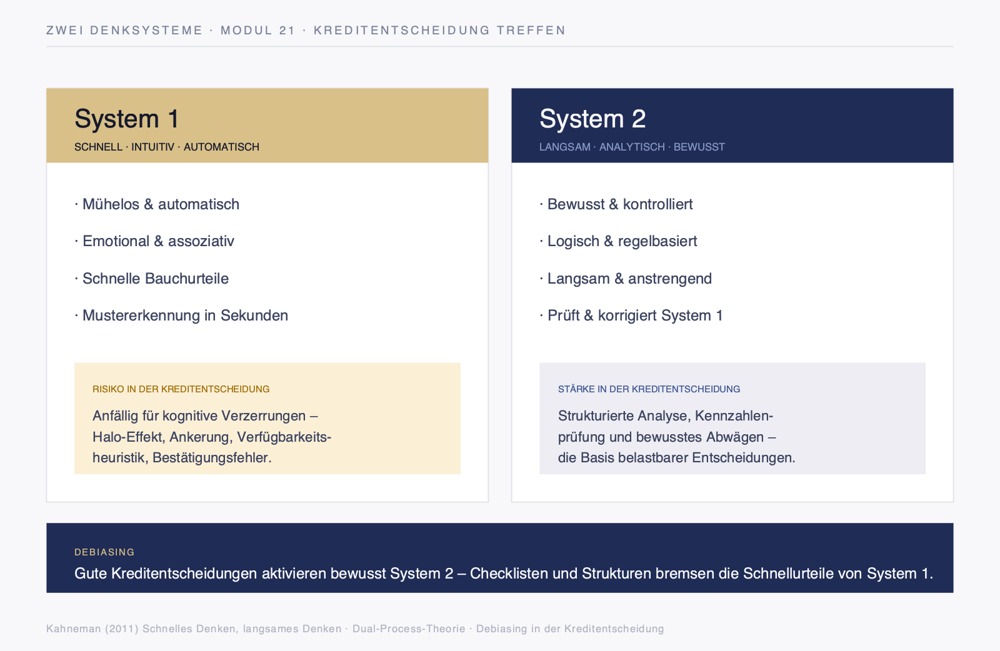 ZWEI DENKSYSTEME · MODUL 21 · KREDITENTSCHEIDUNG TREFFEN
System 1
SCHNELL · INTUITIV · AUTOMATISCH
· Mühelos & automatisch
· Emotional & assoziativ
· Schnelle Bauchurteile
· Mustererkennung in Sekunden
RISIKO IN DER KREDITENTSCHEIDUNG
Anfällig für kognitive Verzerrungen –
Halo-Effekt, Ankerung, Verfügbarkeits-
heuristik, Bestätigungsfehler.
System 2
LANGSAM · ANALYTISCH · BEWUSST
· Bewusst & kontrolliert
· Logisch & regelbasiert
· Langsam & anstrengend
· Prüft & korrigiert System 1
STÄRKE IN DER KREDITENTSCHEIDUNG
Strukturierte Analyse, Kennzahlen-
prüfung und bewusstes Abwägen –
die Basis belastbarer Entscheidungen.
DEBIASING
Gute Kreditentscheidungen aktivieren bewusst System 2 – Checklisten und Strukturen bremsen die Schnellurteile von System 1.
Kahneman (2011) Schnelles Denken, langsames Denken · Dual-Process-Theorie · Debiasing in der Kreditentscheidung